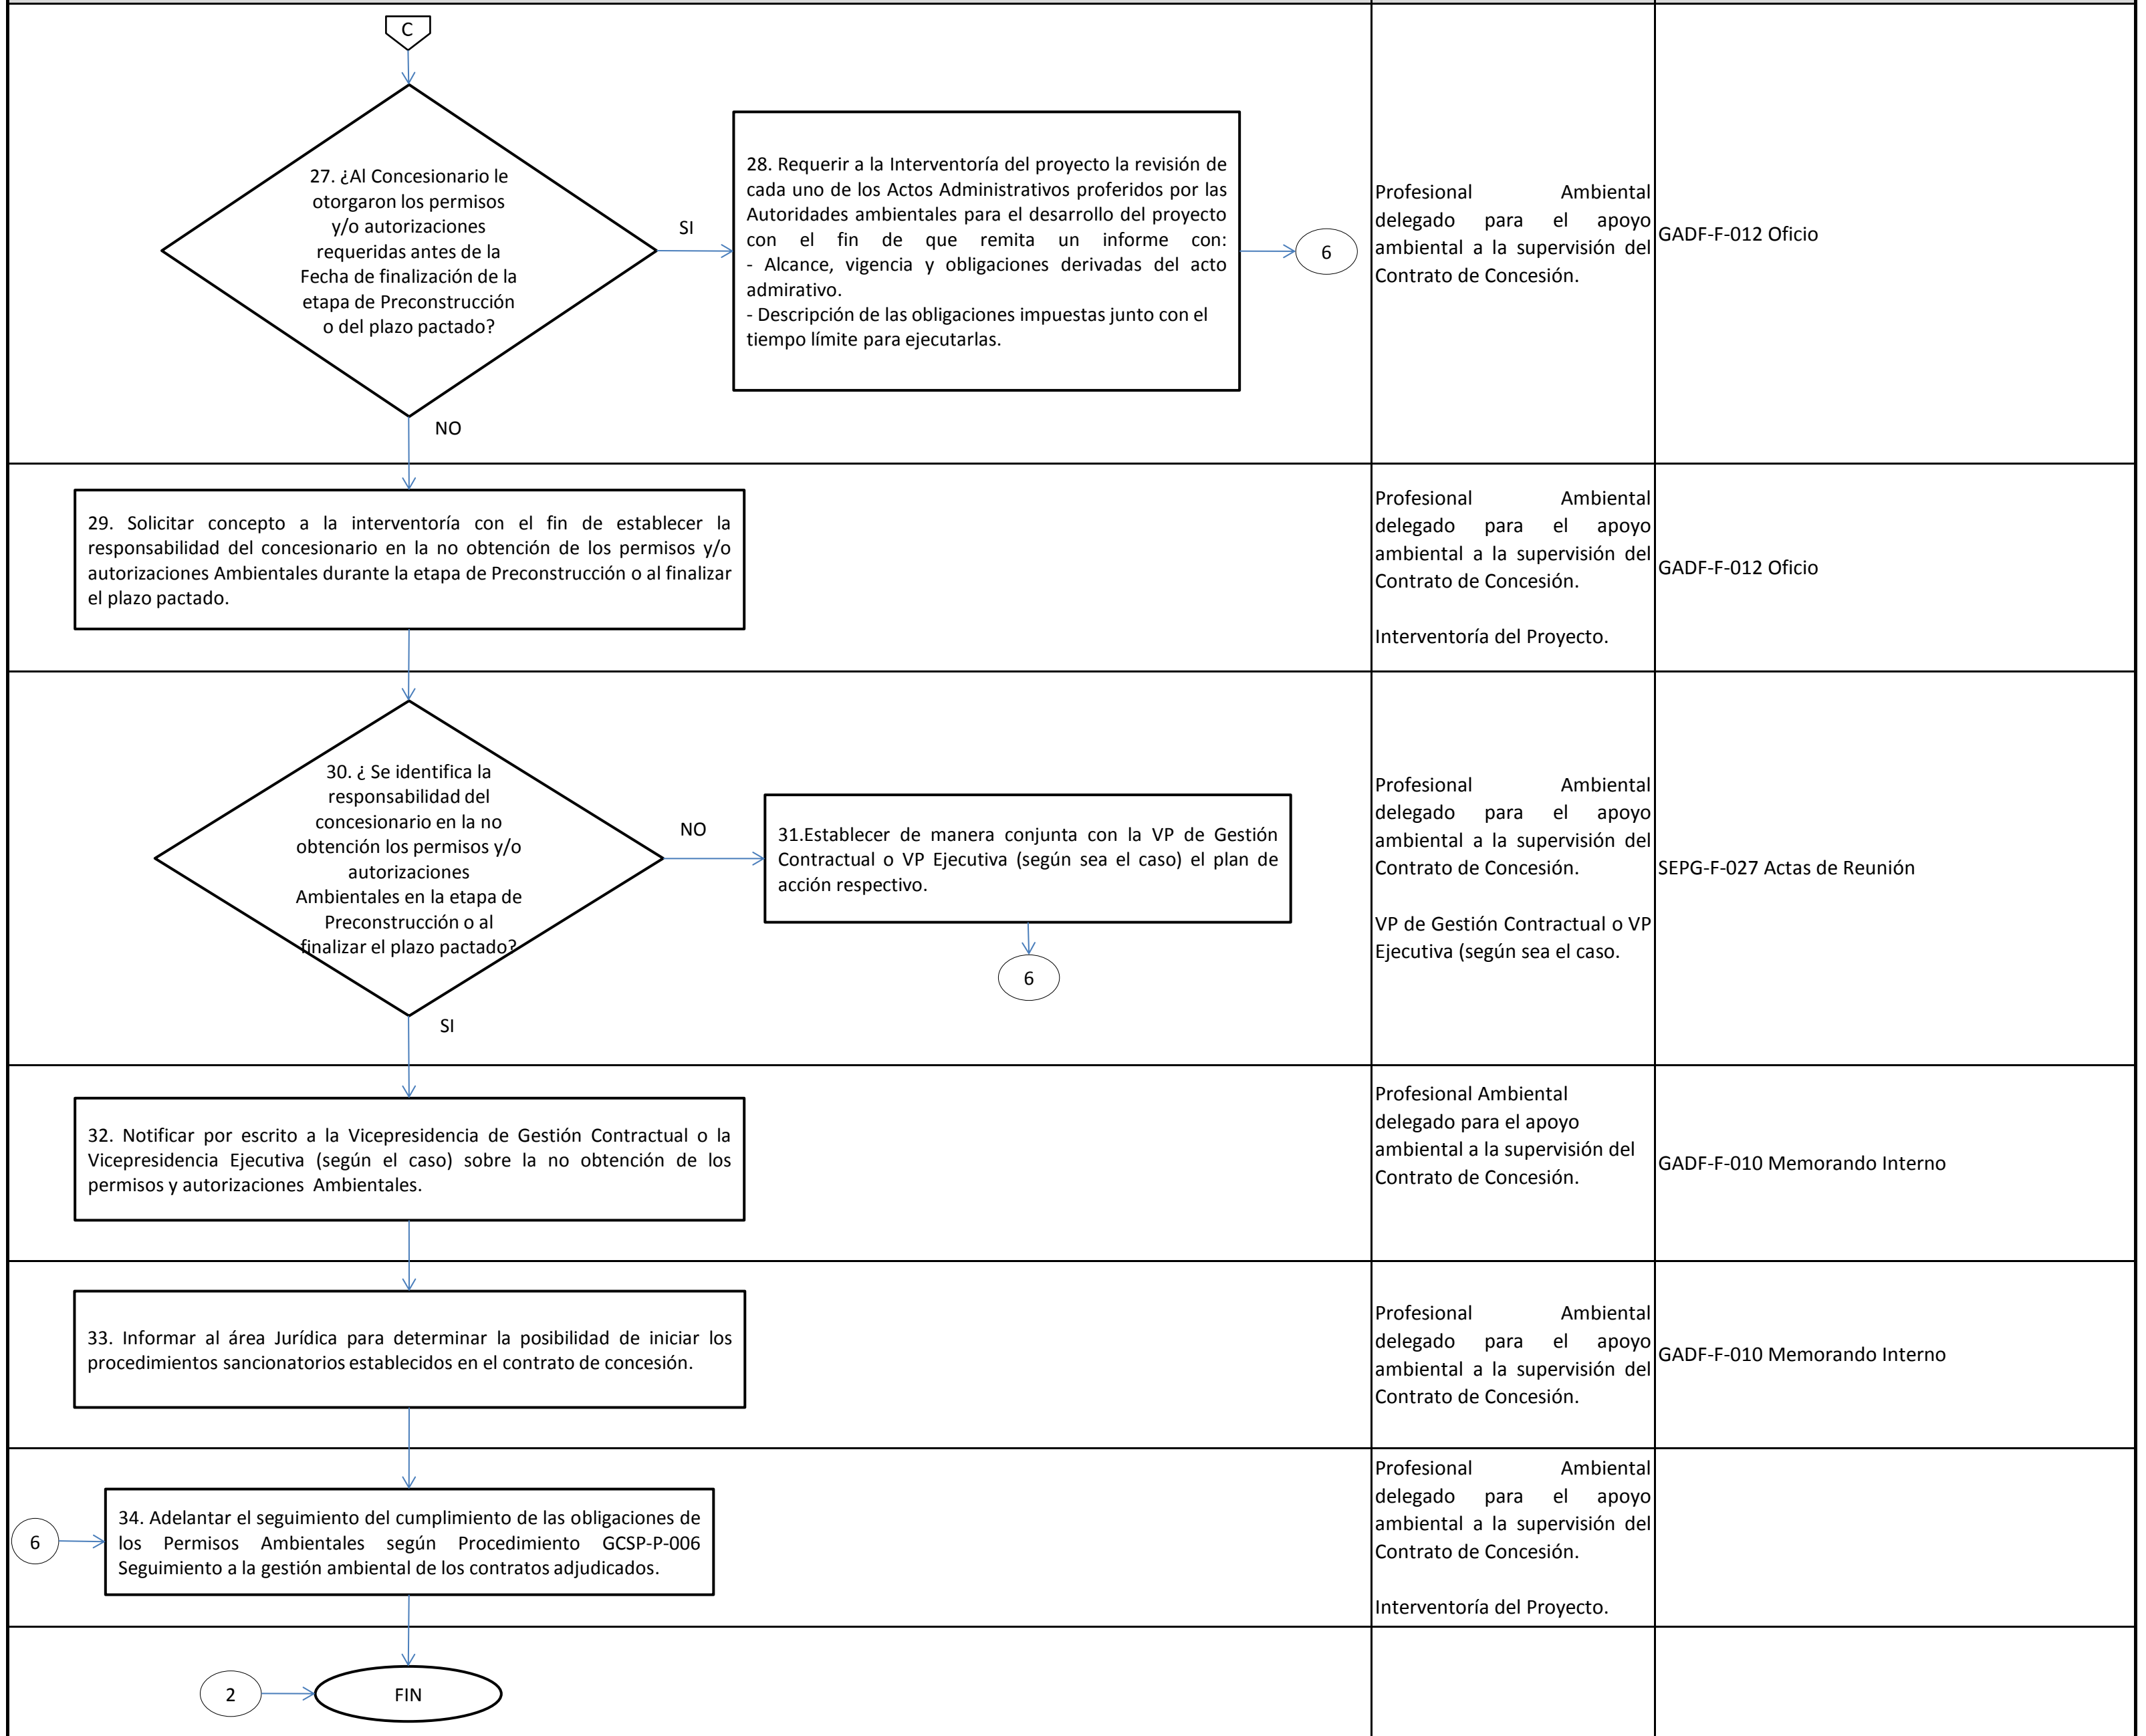 C
27. ¿Al Concesionario le
otorgaron los permisos
y/o autorizaciones
requeridas antes de la
Fecha de finalización de la
etapa de Preconstrucción
o del plazo pactado?
SI
28. Requerir a la Interventoría del proyecto la revisión de
cada uno de los Actos Administrativos proferidos por las
Autoridades ambientales para el desarrollo del proyecto
con el fin de que remita un informe con:
- Alcance, vigencia y obligaciones derivadas del acto
admirativo.
- Descripción de las obligaciones impuestas junto con el
tiempo límite para ejecutarlas.
6
Profesional Ambiental
delegado para el apoyo
ambiental a la supervisión del
Contrato de Concesión.
GADF-F-012 Oficio
NO
29. Solicitar concepto a la interventoría con el fin de establecer la
responsabilidad del concesionario en la no obtención de los permisos y/o
autorizaciones Ambientales durante la etapa de Preconstrucción o al finalizar
el plazo pactado.
Profesional Ambiental
delegado para el apoyo
ambiental a la supervisión del
Contrato de Concesión.
Interventoría del Proyecto.
GADF-F-012 Oficio
30. ¿ Se identifica la
responsabilidad del
concesionario en la no
obtención los permisos y/o
autorizaciones
Ambientales en la etapa de
Preconstrucción o al
finalizar el plazo pactado?
NO
31.Establecer de manera conjunta con la VP de Gestión
Contractual o VP Ejecutiva (según sea el caso) el plan de
acción respectivo.
6
Profesional Ambiental
delegado para el apoyo
ambiental a la supervisión del
Contrato de Concesión.
VP de Gestión Contractual o VP
Ejecutiva (según sea el caso.
SEPG-F-027 Actas de Reunión
SI
32. Notificar por escrito a la Vicepresidencia de Gestión Contractual o la
Vicepresidencia Ejecutiva (según el caso) sobre la no obtención de los
permisos y autorizaciones Ambientales.
Profesional Ambiental
delegado para el apoyo
ambiental a la supervisión del
Contrato de Concesión.
GADF-F-010 Memorando Interno
33. Informar al área Jurídica para determinar la posibilidad de iniciar los
procedimientos sancionatorios establecidos en el contrato de concesión.
Profesional Ambiental
delegado para el apoyo
ambiental a la supervisión del
Contrato de Concesión.
GADF-F-010 Memorando Interno
6
34. Adelantar el seguimiento del cumplimiento de las obligaciones de
los Permisos Ambientales según Procedimiento GCSP-P-006
Seguimiento a la gestión ambiental de los contratos adjudicados.
Profesional Ambiental
delegado para el apoyo
ambiental a la supervisión del
Contrato de Concesión.
Interventoría del Proyecto.
2
FIN